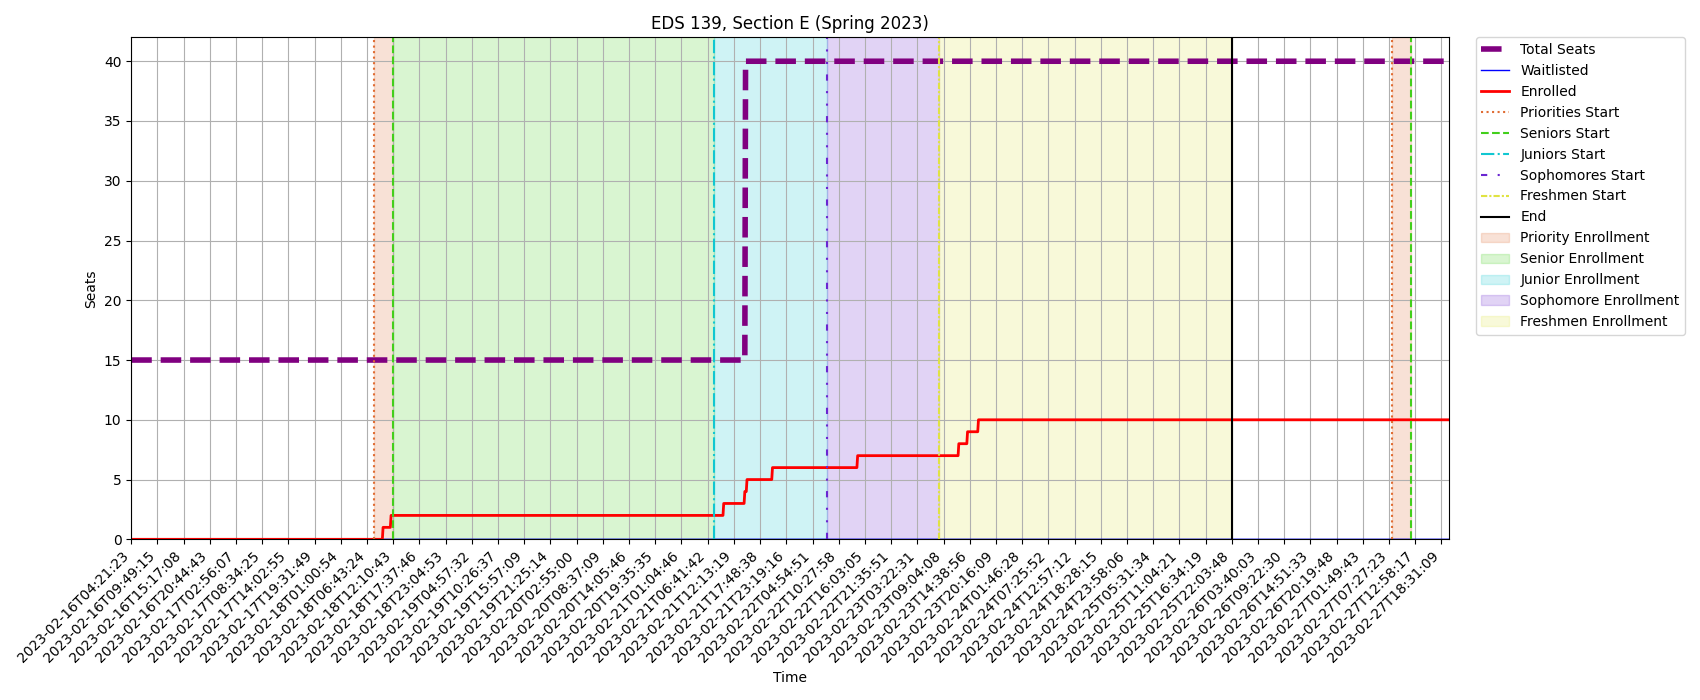 EDS 139, Section E (Spring 2023)
Seats
40
35
30
25
20
15
10
5
0
2023-02-16T04:21:23
2023-02-16T09:49:15
2023-02-16T15:17:08
2023-02-16T20:44:43
2023-02-17T02:56:07
2023-02-17T08:34:25
2023-02-17T14:02:55
2023-02-17T19:31:49
2023-02-18T01:00:54
2023-02-18T06:43:24
2023-02-18T12:10:43
2023-02-18T17:37:46
2023-02-18T23:04:53
2023-02-19T04:57:32
2023-02-19T10:26:37
2023-02-19T15:57:09
2023-02-19T21:25:14
2023-02-20T02:55:00
2023-02-20T08:37:09
2023-02-20T14:05:46
2023-02-20T19:35:35
2023-02-21T01:04:46
2023-02-21T06:41:42
2023-02-21T12:13:19
2023-02-21T17:48:38
2023-02-21T23:19:16
2023-02-22T04:54:51
2023-02-22T10:27:58
2023-02-22T16:03:05
2023-02-22T21:35:51
2023-02-23T03:22:31
2023-02-23T09:04:08
2023-02-23T14:38:56
2023-02-23T20:16:09
2023-02-24T01:46:28
2023-02-24T07:25:52
2023-02-24T12:57:12
2023-02-24T18:28:15
2023-02-24T23:58:06
2023-02-25T05:31:34
2023-02-25T11:04:21
2023-02-25T16:34:19
2023-02-25T22:03:48
2023-02-26T03:40:03
2023-02-26T09:22:30
2023-02-26T14:51:33
2023-02-26T20:19:48
2023-02-27T01:49:43
2023-02-27T07:27:23
2023-02-27T12:58:17
2023-02-27T18:31:09
Time
Total Seats
Waitlisted
Enrolled
Priorities Start
Seniors Start
Juniors Start
Sophomores Start
Freshmen Start
End
Priority Enrollment
Senior Enrollment
Junior Enrollment
Sophomore Enrollment
Freshmen Enrollment